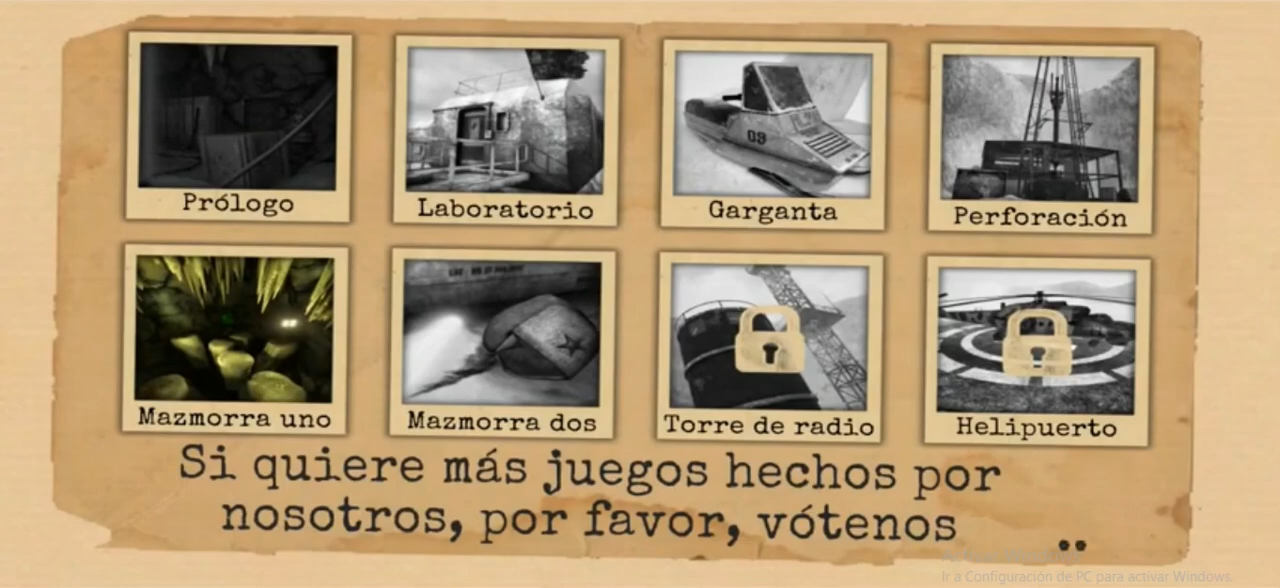 Prólogo
Laboratorio
Garganta
03
Perforación
Mazmorra uno
Mazmorra dos
Torre de radio
Helipuerto
Si quiere más juegos hechos por
nosotros, por favor, vótenos
Ir a Configuración de PC para activar Windows.